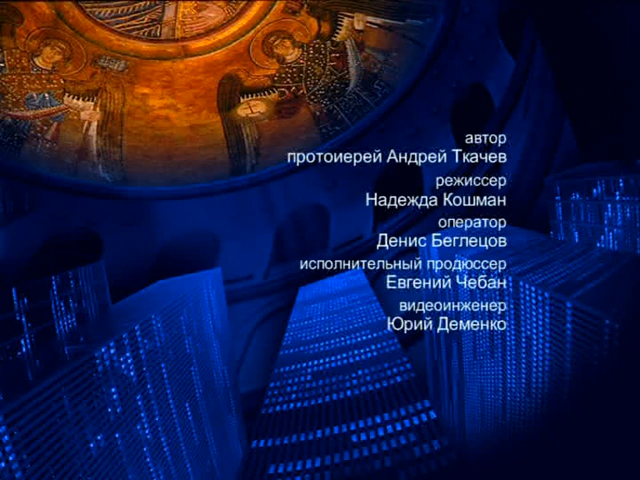 автор
протоиерей Андрей Ткачев
режиссер
Надежда Кошман
оператор
Денис Беглецов
исполнительный продюссер
Евгений Чебан
видеоинженер
Юрий Деменко